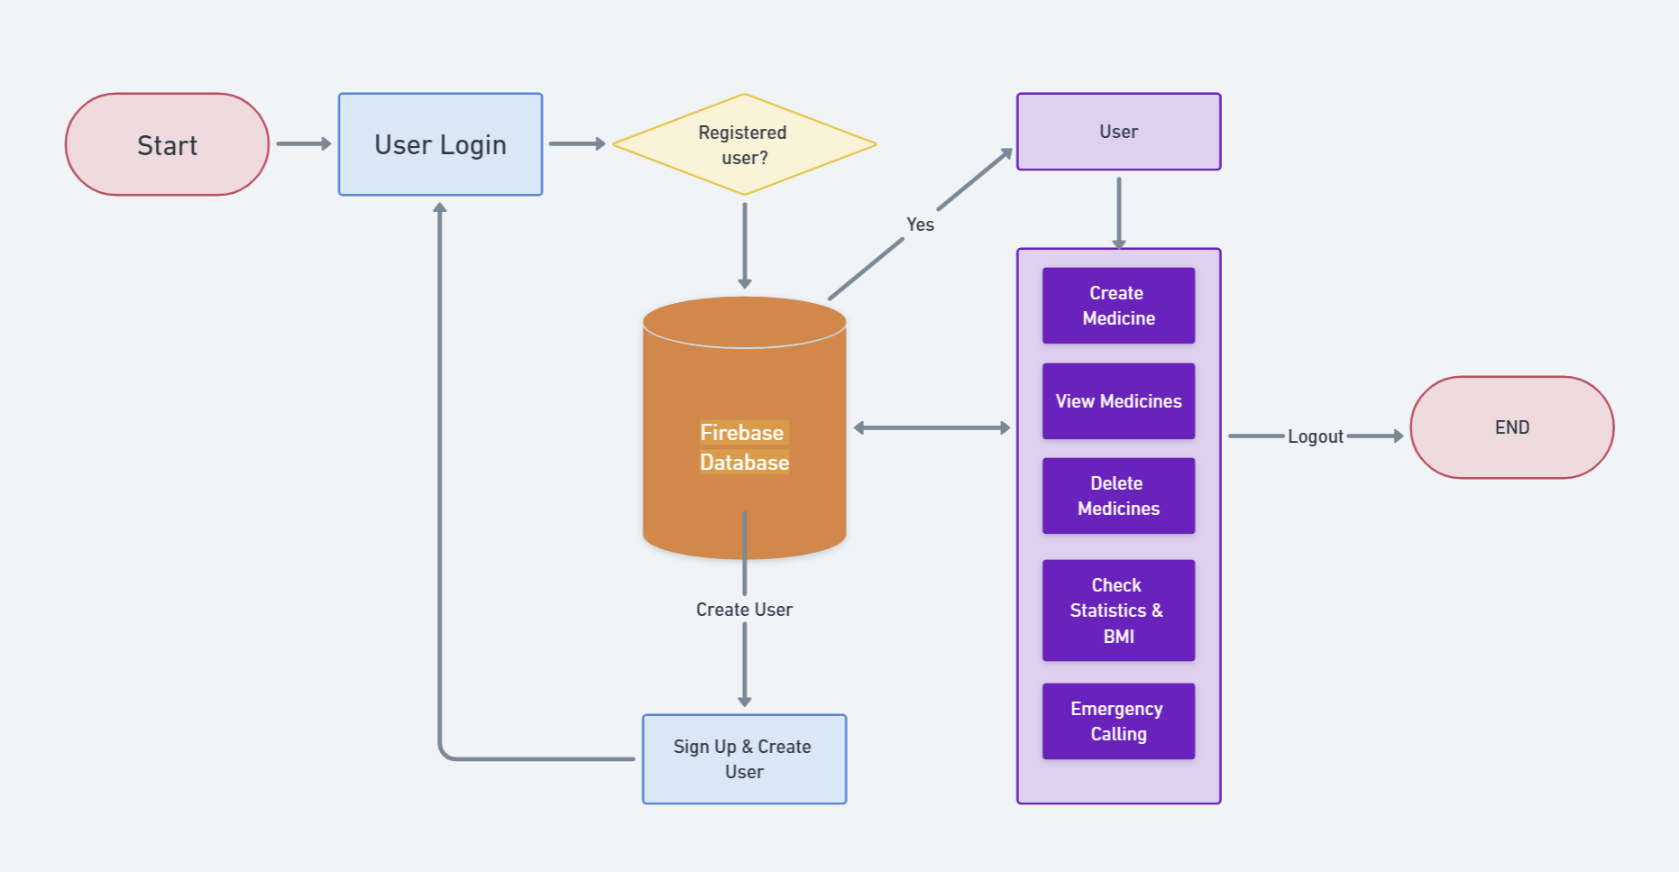 Start
User Login
Registered
user?
User
Yes
Create
Medicine
View Medicines
Firebase
Database
Logout
END
Delete
Medicines
Check
Statistics &
BMI
Create User
Emergency
Calling
Sign Up & Create
User